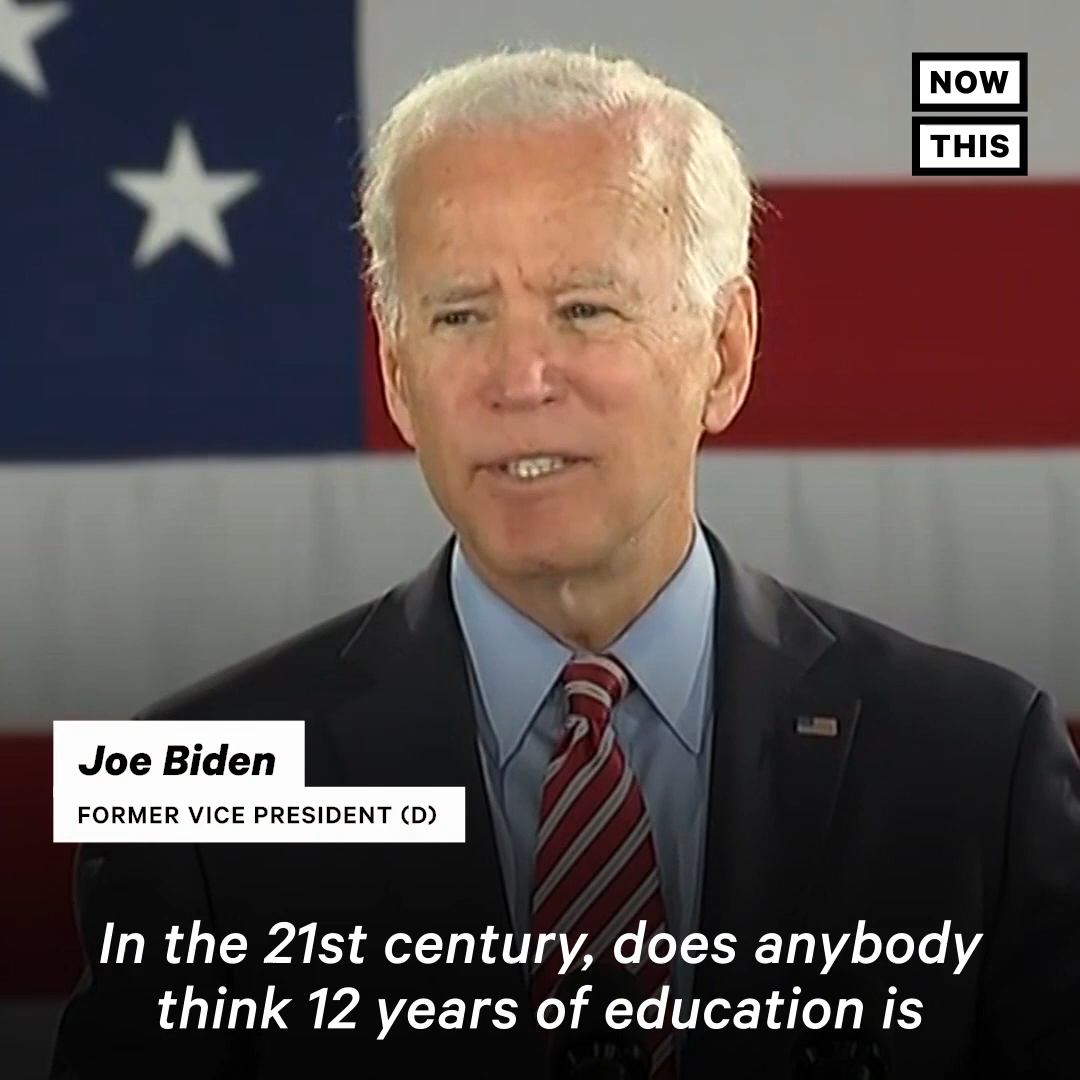 NOW
THIS
Joe Biden
FORMER VICE PRESIDENT (D)
In the 21st century, does anybody
think 12 years of education is